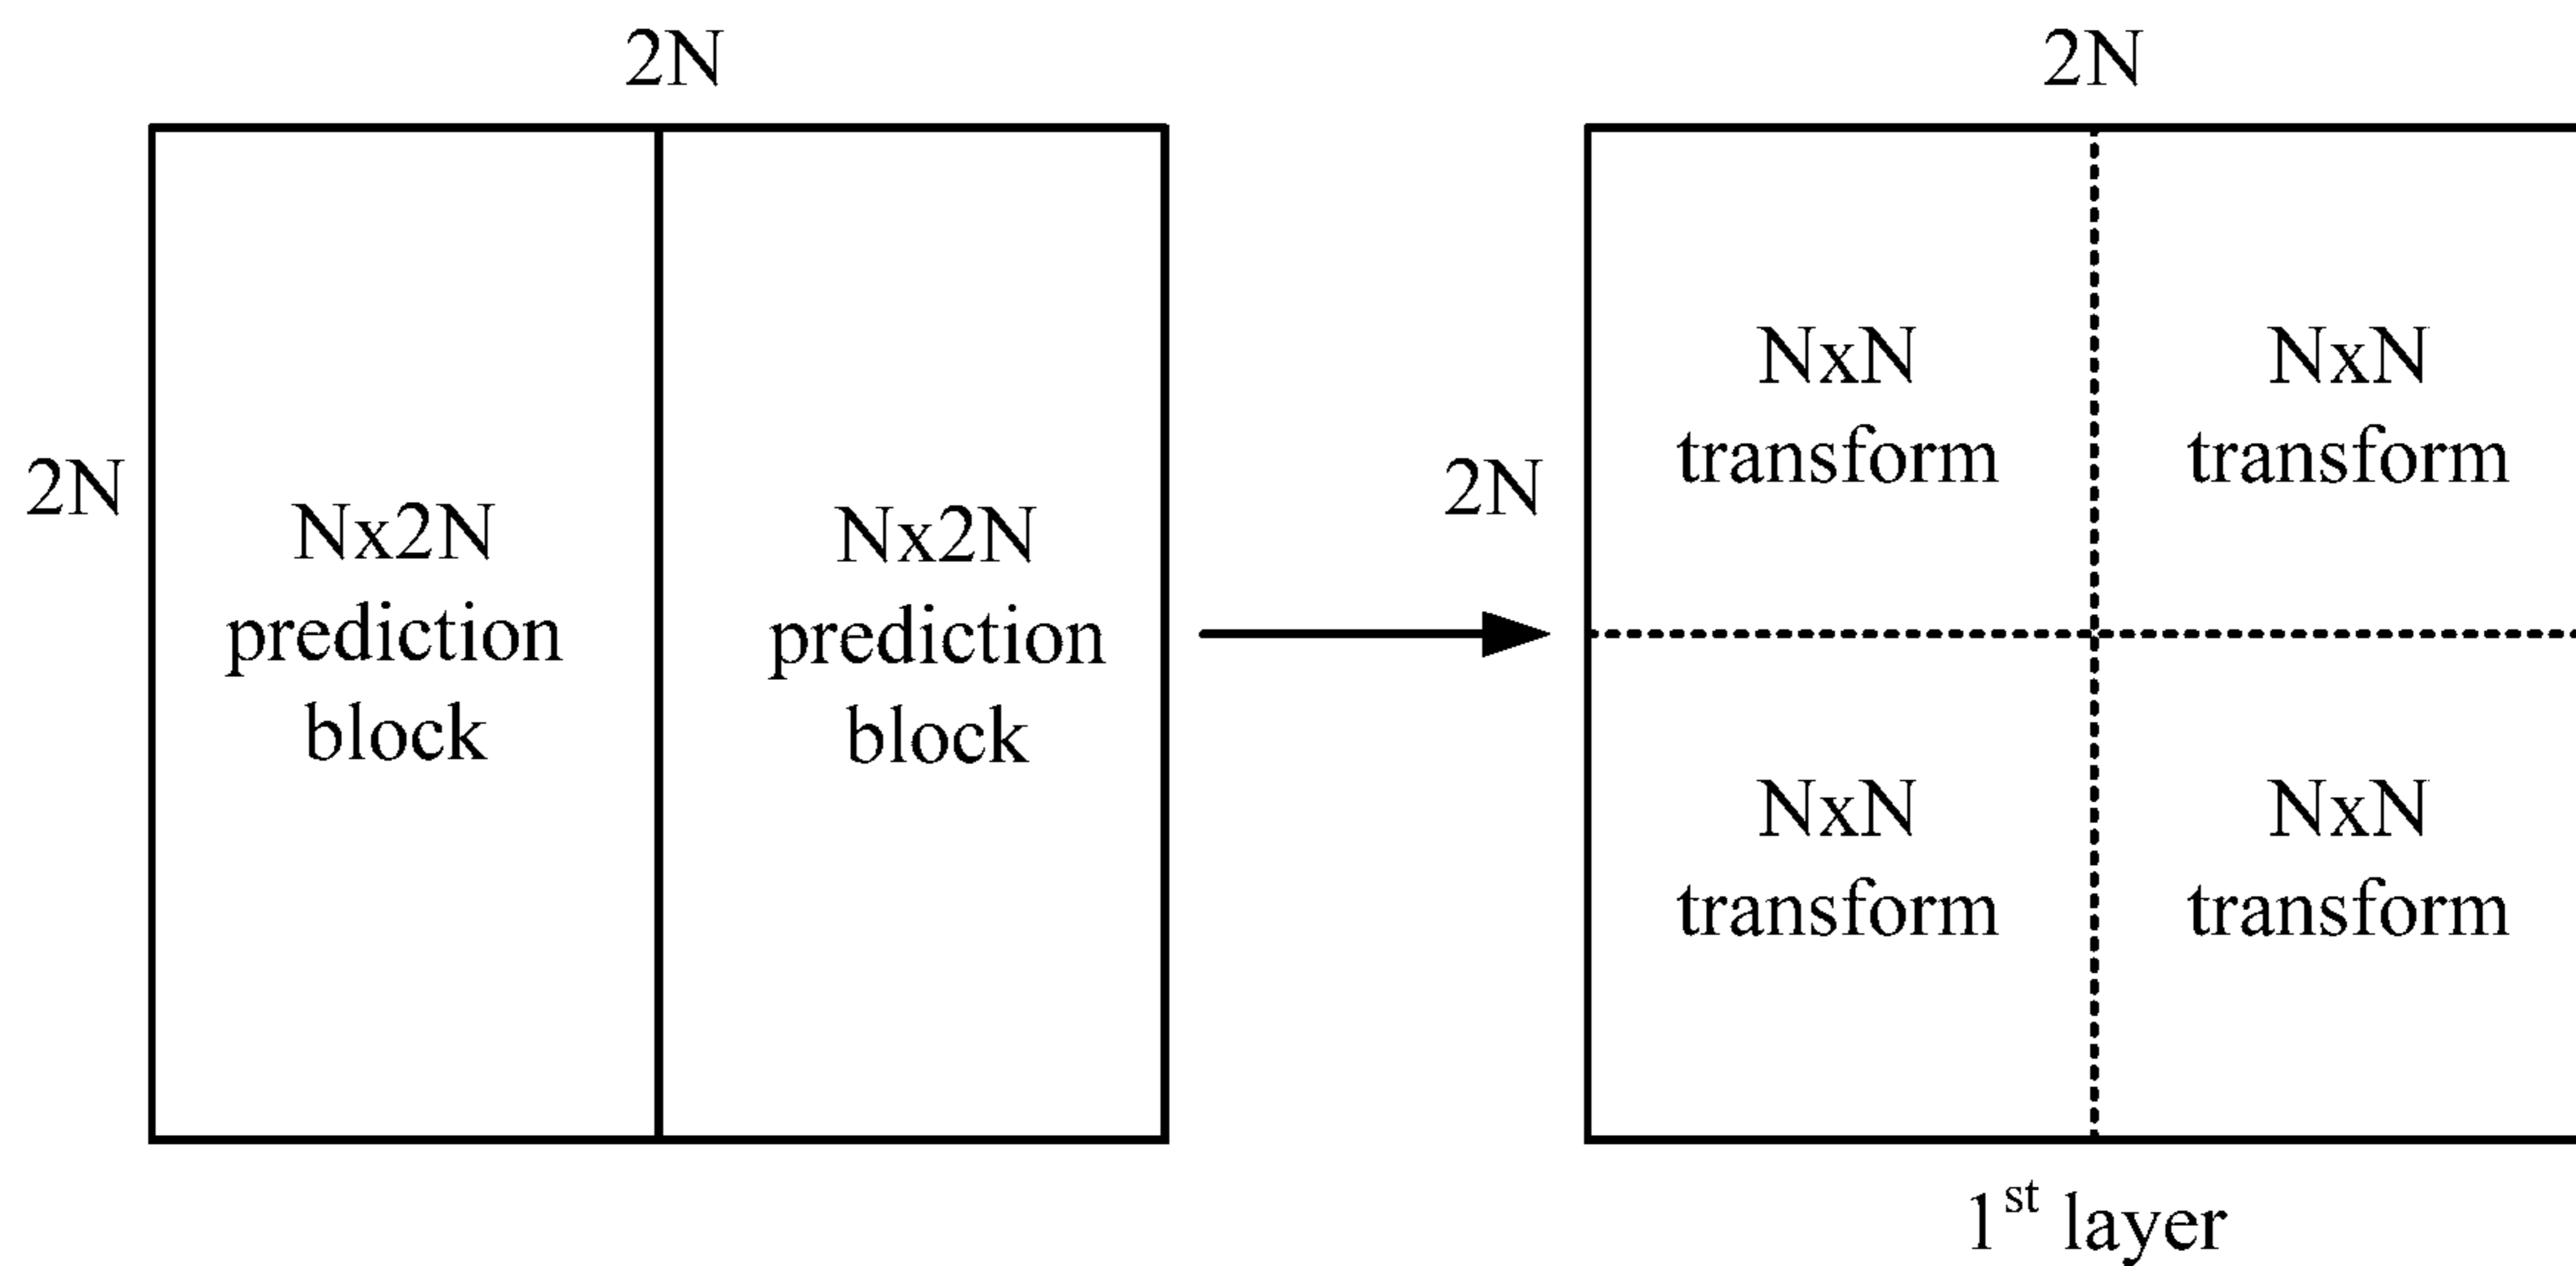 2N
2N
Nx2N
prediction
block
Nx2N
prediction
block
2N
2N
NxN
transform
NxN
transform
NxN
transform
NxN
transform
1st layer